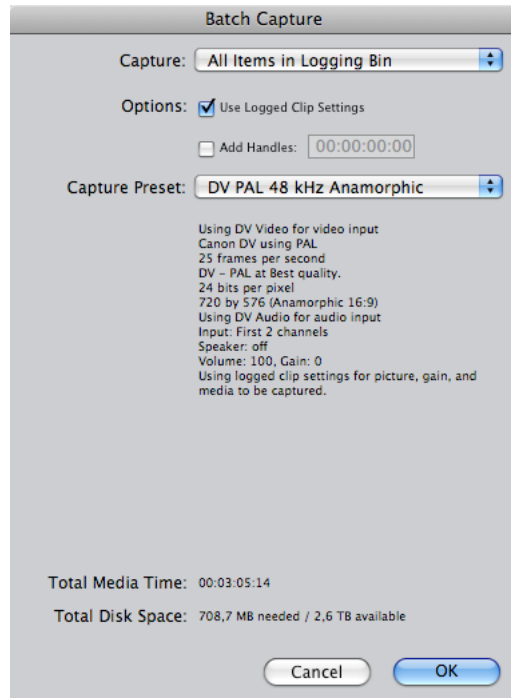 Batch Capture
Capture: All Items in Logging Bin
Options: Use Logged Clip Settings
Add Handles: 00:00:00:00
Capture Preset: DV PAL 48 kHz Anamorphic
Using DV Video for video input
Canon DV using PAL
25 frames per second
DV – PAL at Best quality.
24 bits per pixel
720 by 576 (Anamorphic 16:9)
Using DV Audio for audio input
Input: First 2 channels
Speaker: off
Volume: 100, Gain: 0
Using logged clip settings for picture, gain, and
media to be captured.
Total Media Time: 00:03:05:14
Total Disk Space: 708,7 MB needed / 2,6 TB available
Cancel OK